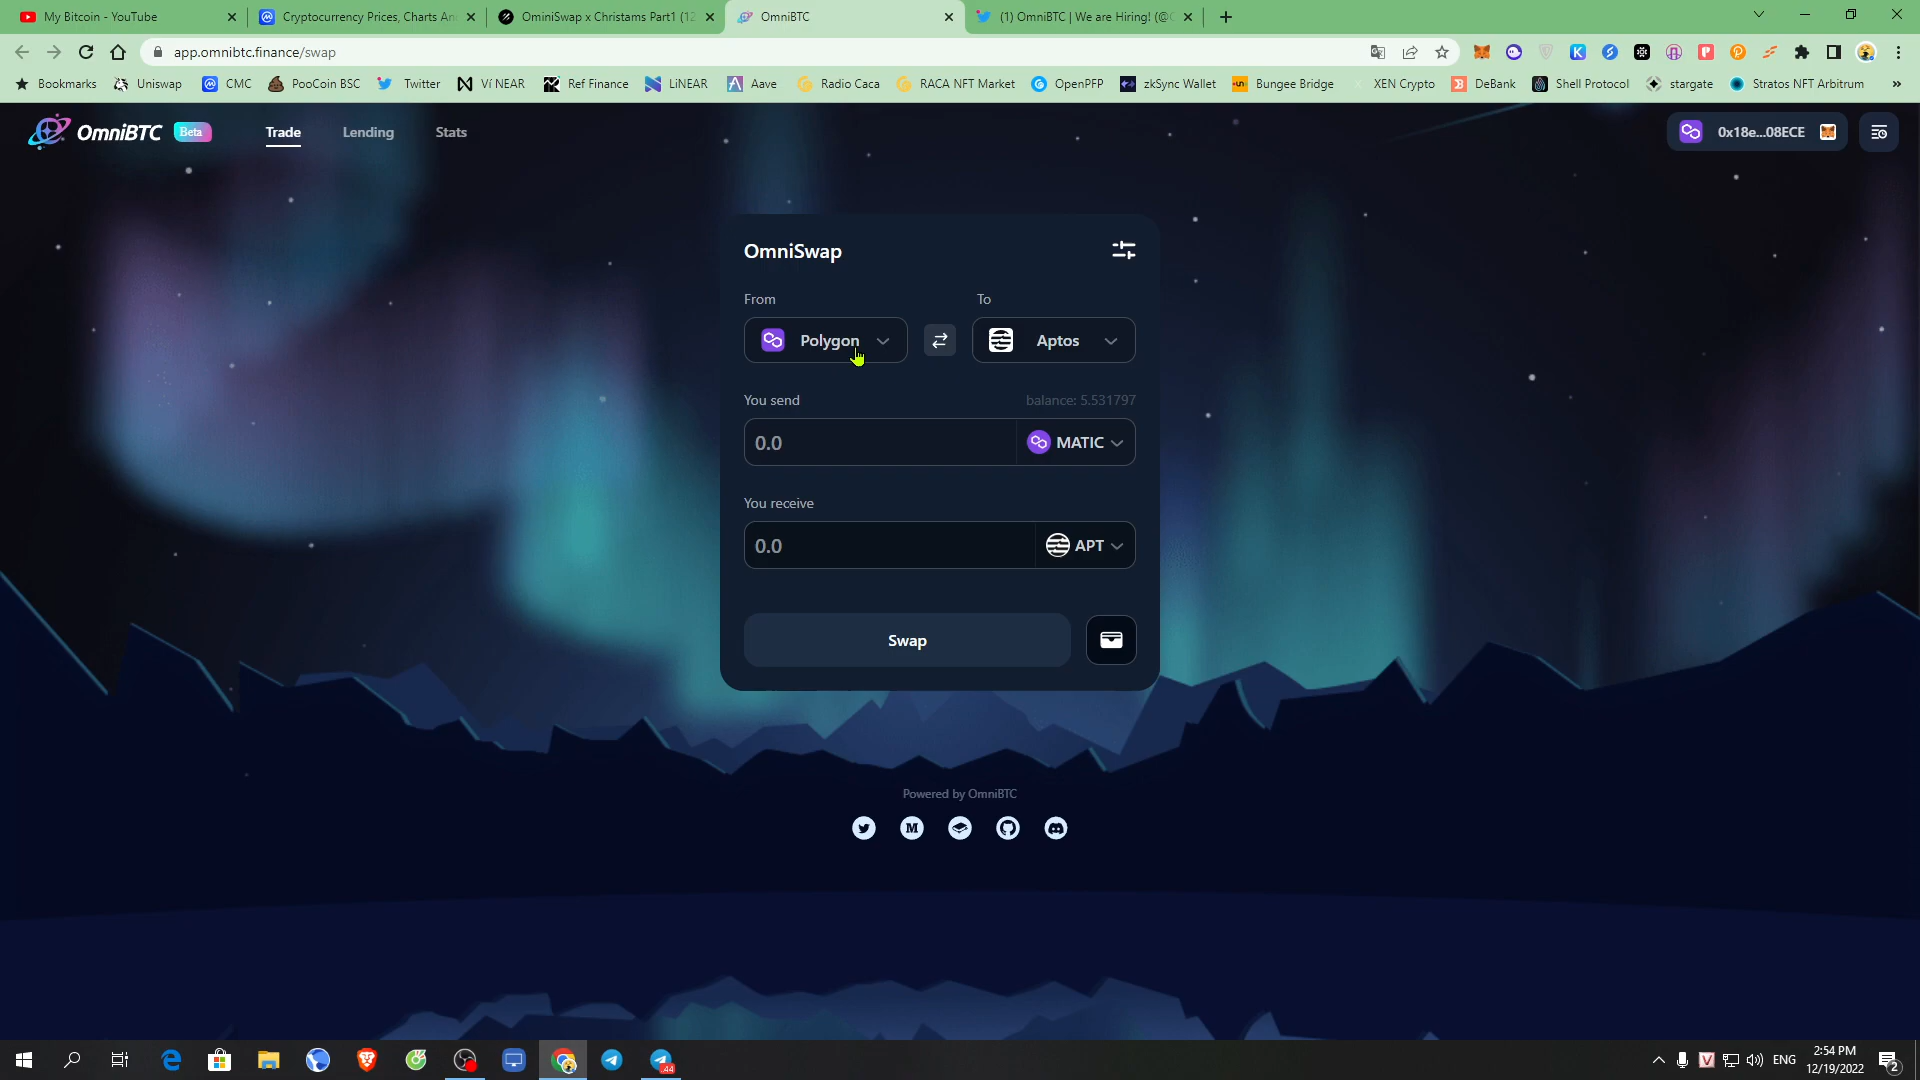 My Bitcoin - YouTube
Cryptocurrency Prices, Charts An
OminiSwap x Christams Part1 (12
OmniBTC
(1) OmniBTC | We are Hiring! (@O
app.omnibtc.finance/swap
Bookmarks
Uniswap
CMC
PooCoin BSC
Twitter
Ví NEAR
Ref Finance
LiNEAR
Aave
Radio Caca
RACA NFT Market
OpenPFP
zkSync Wallet
Bungee Bridge
XEN Crypto
DeBank
Shell Protocol
stargate
Stratos NFT Arbitrum
»
OmniBTC Beta
Trade
Lending
Stats
0x18e...08ECE
OmniSwap
From
To
Polygon
Aptos
You send
balance: 5.531797
0.0
MATIC
You receive
0.0
APT
Swap
Powered by OmniBTC
44
ENG
2:54 PM
12/19/2022
2